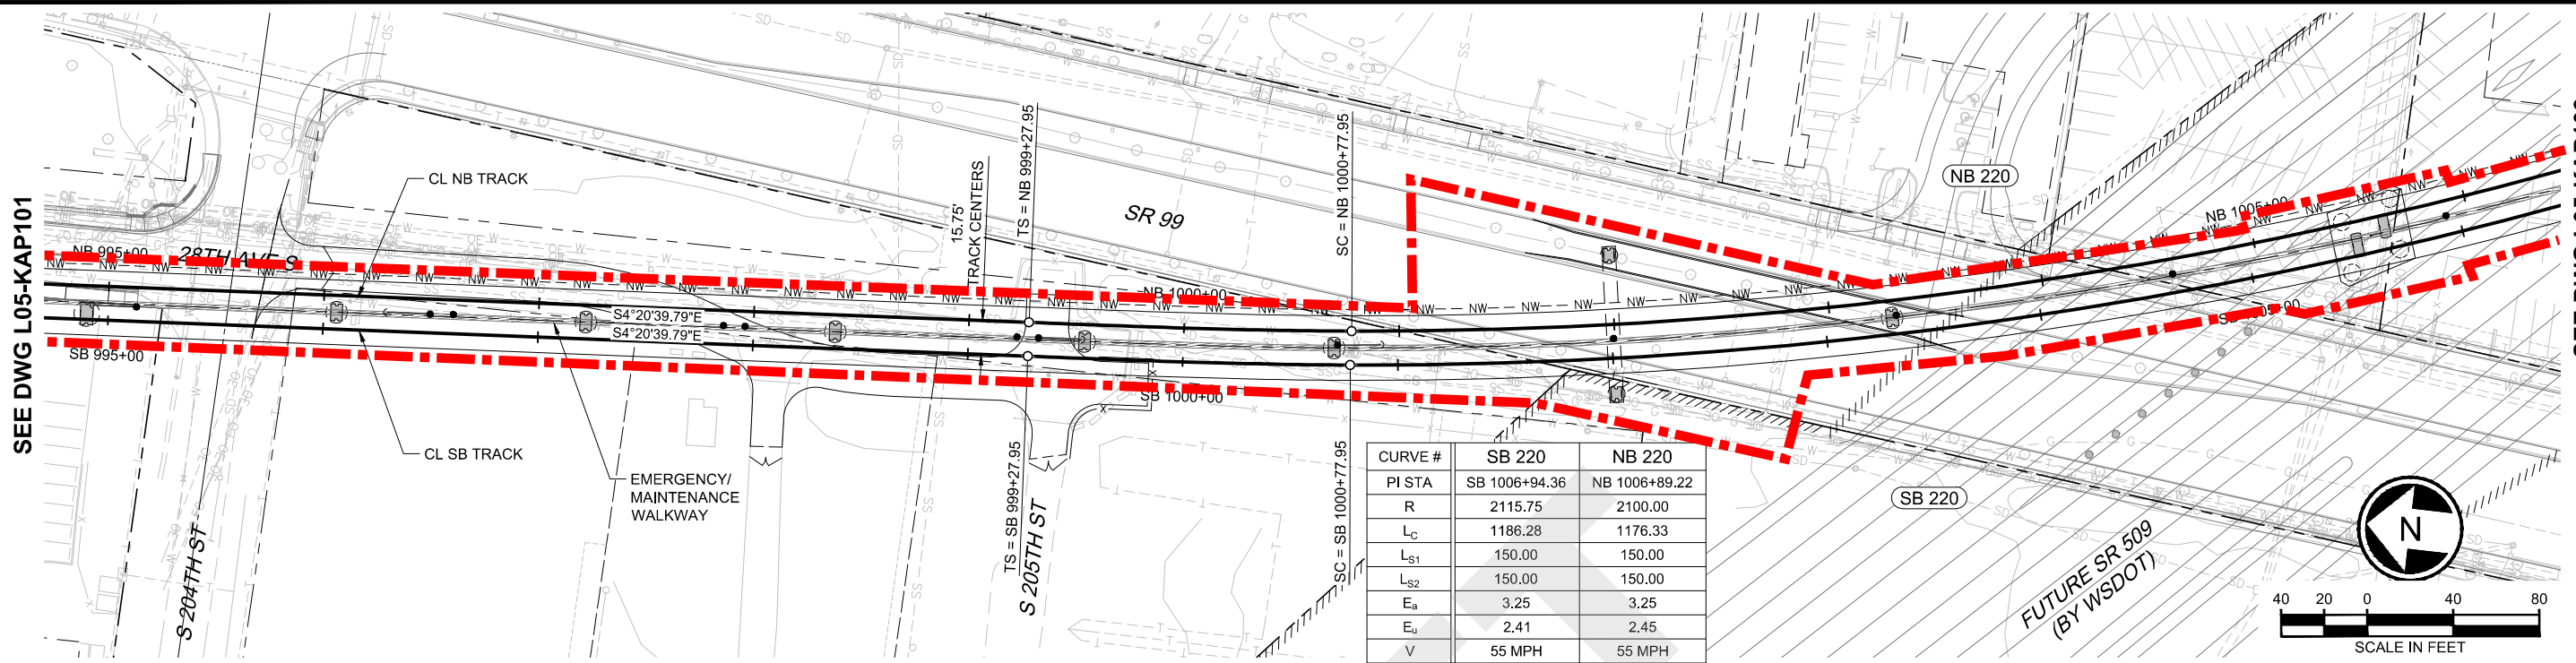 SEE DWG L05-KAP101
NB 995+00
28TH AVE S
CL NB TRACK
S4°20'39.79"E
S4°20'39.79"E
SB 995+00
CL SB TRACK
EMERGENCY/
MAINTENANCE
WALKWAY
S 204TH ST
15.75'
TRACK CENTERS
TS = NB 999+27.95
TS = SB 999+27.95
S 205TH ST
SR 99
NB 1000+00
SB 1000+00
SC = NB 1000+77.95
SC = SB 1000+77.95
NB 220
NB 1005+00
SB 1005+00
SB 220
FUTURE SR 509
(BY WSDOT)
CURVE # SB 220 NB 220
PI STA SB 1006+94.36 NB 1006+89.22
R 2115.75 2100.00
LC 1186.28 1176.33
LS1 150.00 150.00
LS2 150.00 150.00
Ea 3.25 3.25
Eu 2.41 2.45
V 55 MPH 55 MPH
N
40 20 0 40 80
SCALE IN FEET